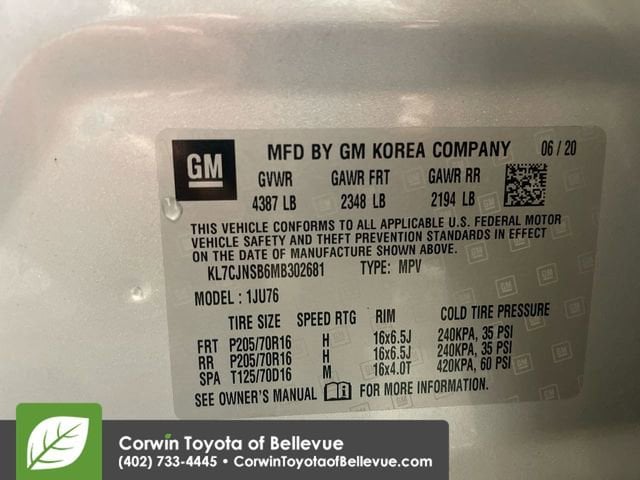 GM
MFD BY GM KOREA COMPANY 06 / 20
GVWR GAWR FRT GAWR RR
4387 LB 2348 LB 2194 LB
THIS VEHICLE CONFORMS TO ALL APPLICABLE U.S. FEDERAL MOTOR
VEHICLE SAFETY AND THEFT PREVENTION STANDARDS IN EFFECT
ON THE DATE OF MANUFACTURE SHOWN ABOVE.
KL7CJNSB6MB302681 TYPE: MPV
MODEL : 1JU76
TIRE SIZE SPEED RTG RIM COLD TIRE PRESSURE
FRT P205/70R16 H 16x6.5J 240KPA, 35 PSI
RR P205/70R16 H 16x6.5J 240KPA, 35 PSI
SPA T125/70D16 M 16x4.0T 420KPA, 60 PSI
SEE OWNER'S MANUAL FOR MORE INFORMATION.
Corwin Toyota of Bellevue
(402) 733-4445 • CorwinToyotaofBellevue.com